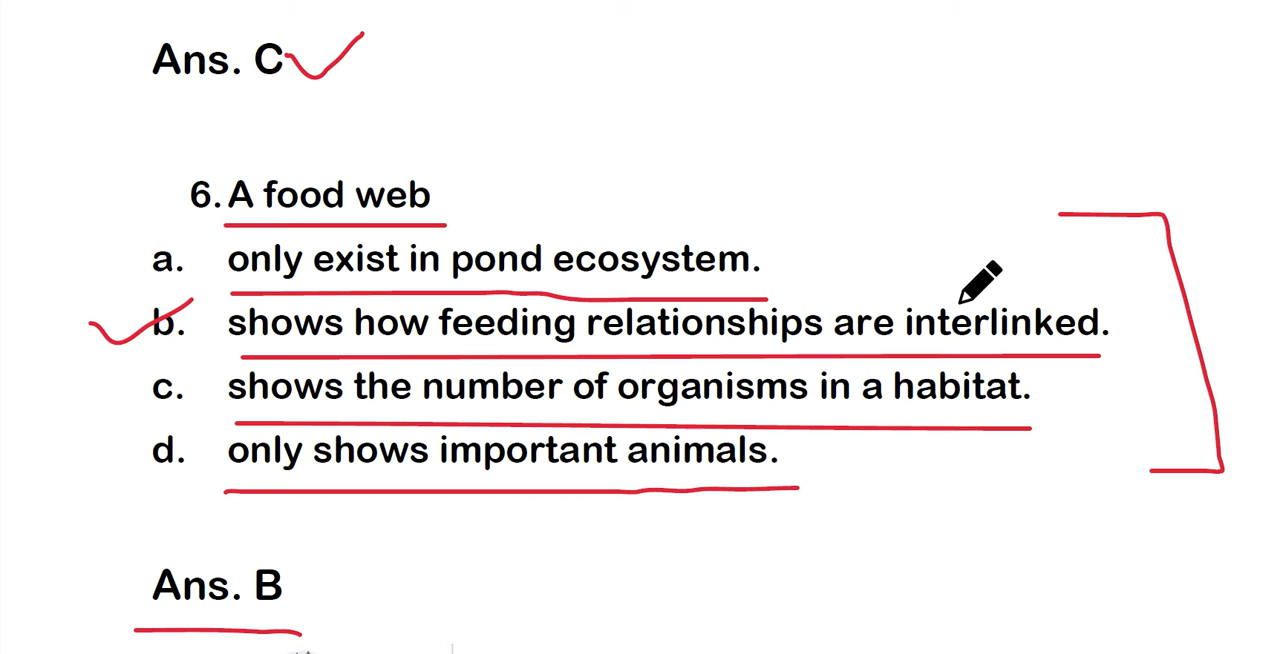 Ans. C
6. A food web
a. only exist in pond ecosystem.
b. shows how feeding relationships are interlinked.
c. shows the number of organisms in a habitat.
d. only shows important animals.
Ans. B